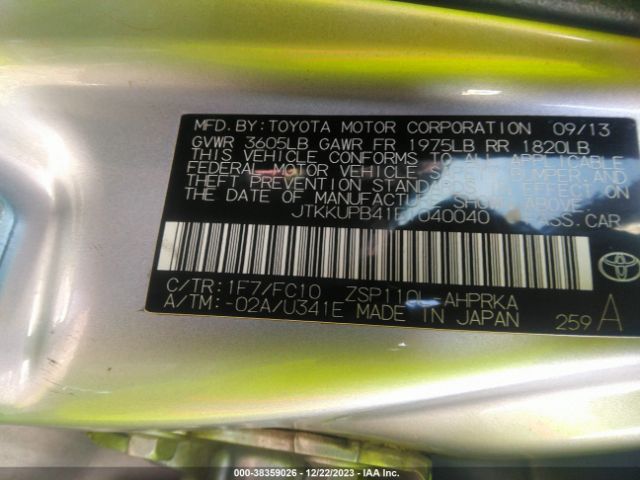 MFD.BY:TOYOTA MOTOR CORPORATION 09/13
GVWR 3605LB GAWR FR 1975LB RR 1820LB
THIS VEHICLE CONFORMS TO ALL APPLICABLE
FEDERAL MOTOR VEHICLE SAFETY, BUMPER, AND
THEFT PREVENTION STANDARDS IN EFFECT ON
THE DATE OF MANUFACTURE SHOWN ABOVE.
PASS.CAR
C/TR:1F7/FC10 ZSP110L-AHPRKA
A/TM:-02A/U341E MADE IN JAPAN 259 A
000-38359026 - 12/22/2023 - IAA Inc.